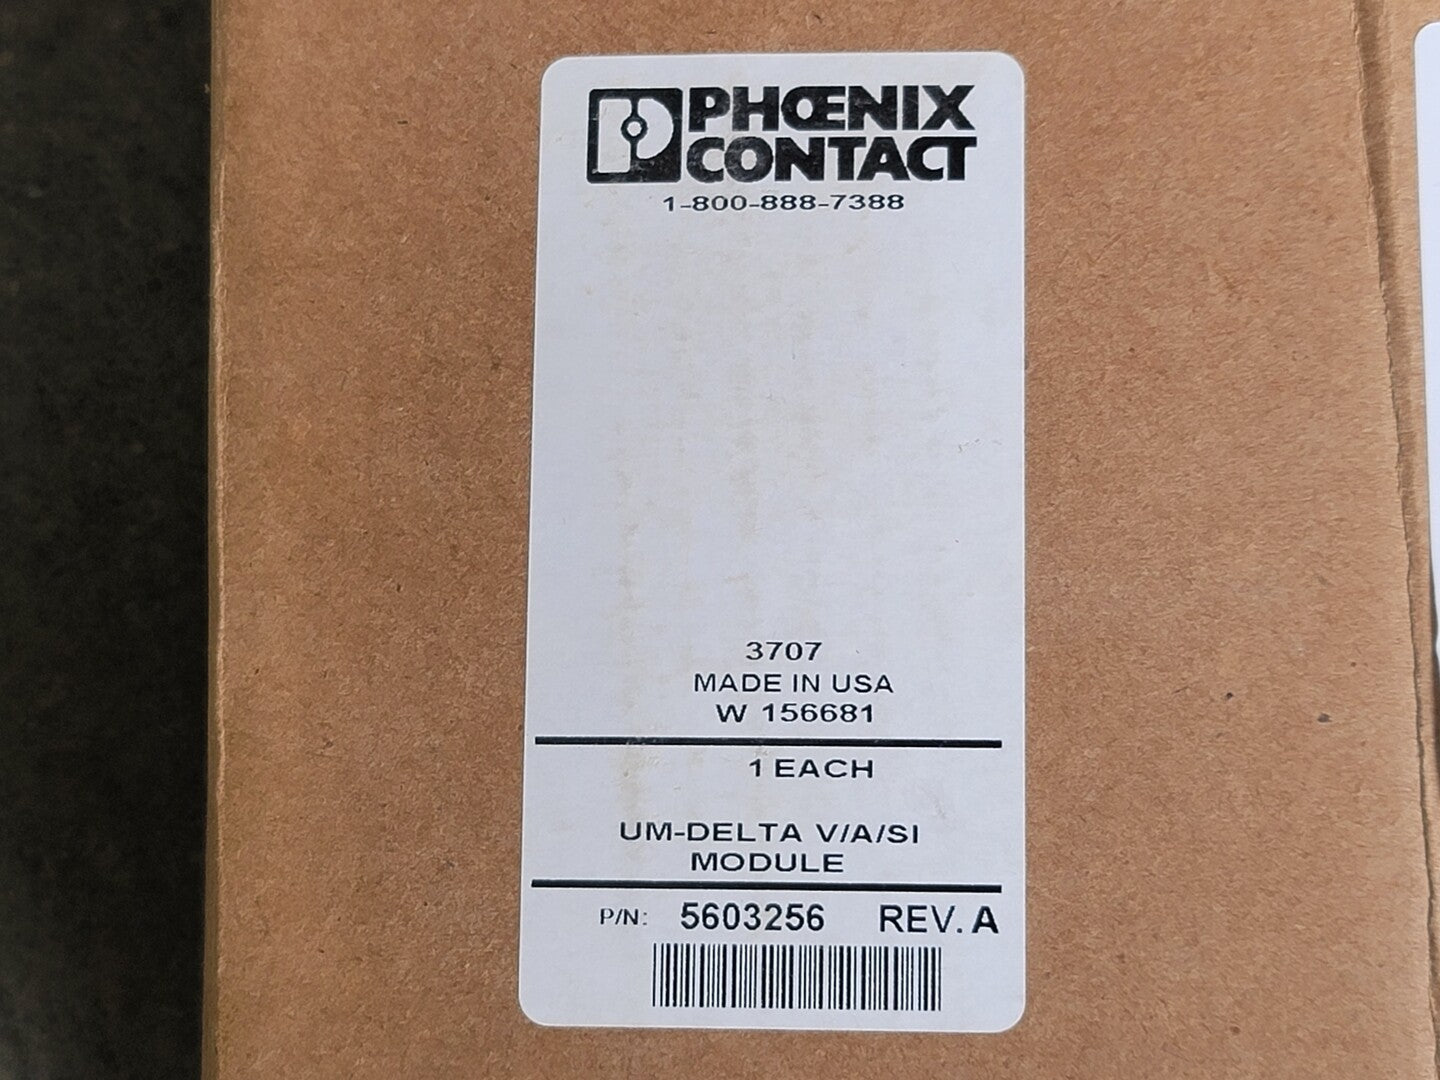 PHŒNIX
CONTACT
1-800-888-7388
3707
MADE IN USA
W 156681
1 EACH
UM-DELTA V/A/SI
MODULE
P/N: 5603256 REV. A